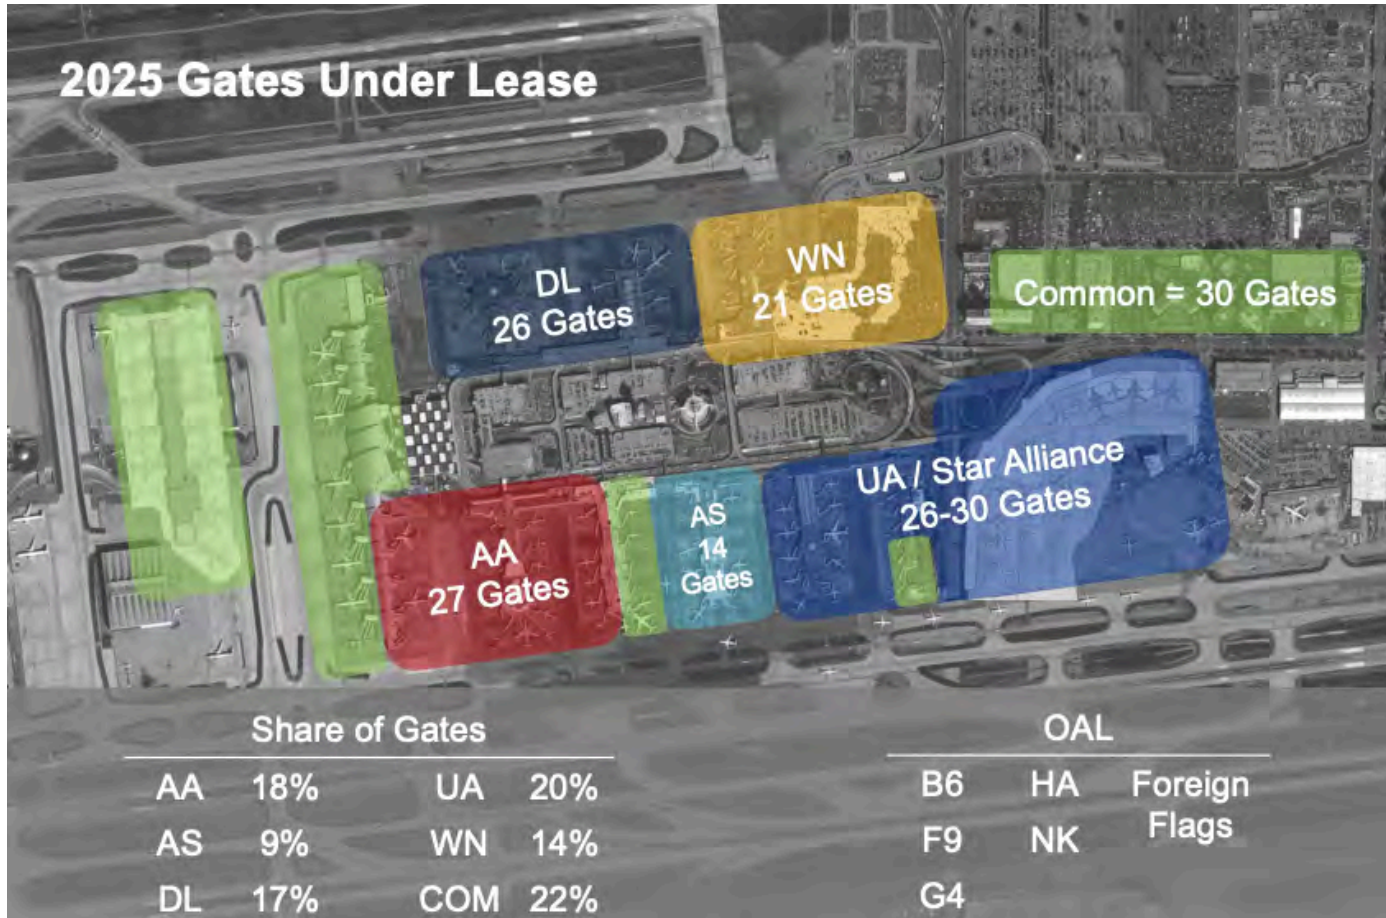 2025 Gates Under Lease
DL
26 Gates
WN
21 Gates
Common = 30 Gates
UA / Star Alliance
26-30 Gates
AA
27 Gates
AS
14
Gates
Share of Gates
AA 18% UA 20%
AS 9% WN 14%
DL 17% COM 22%
OAL
B6 HA Foreign
Flags
F9 NK
G4